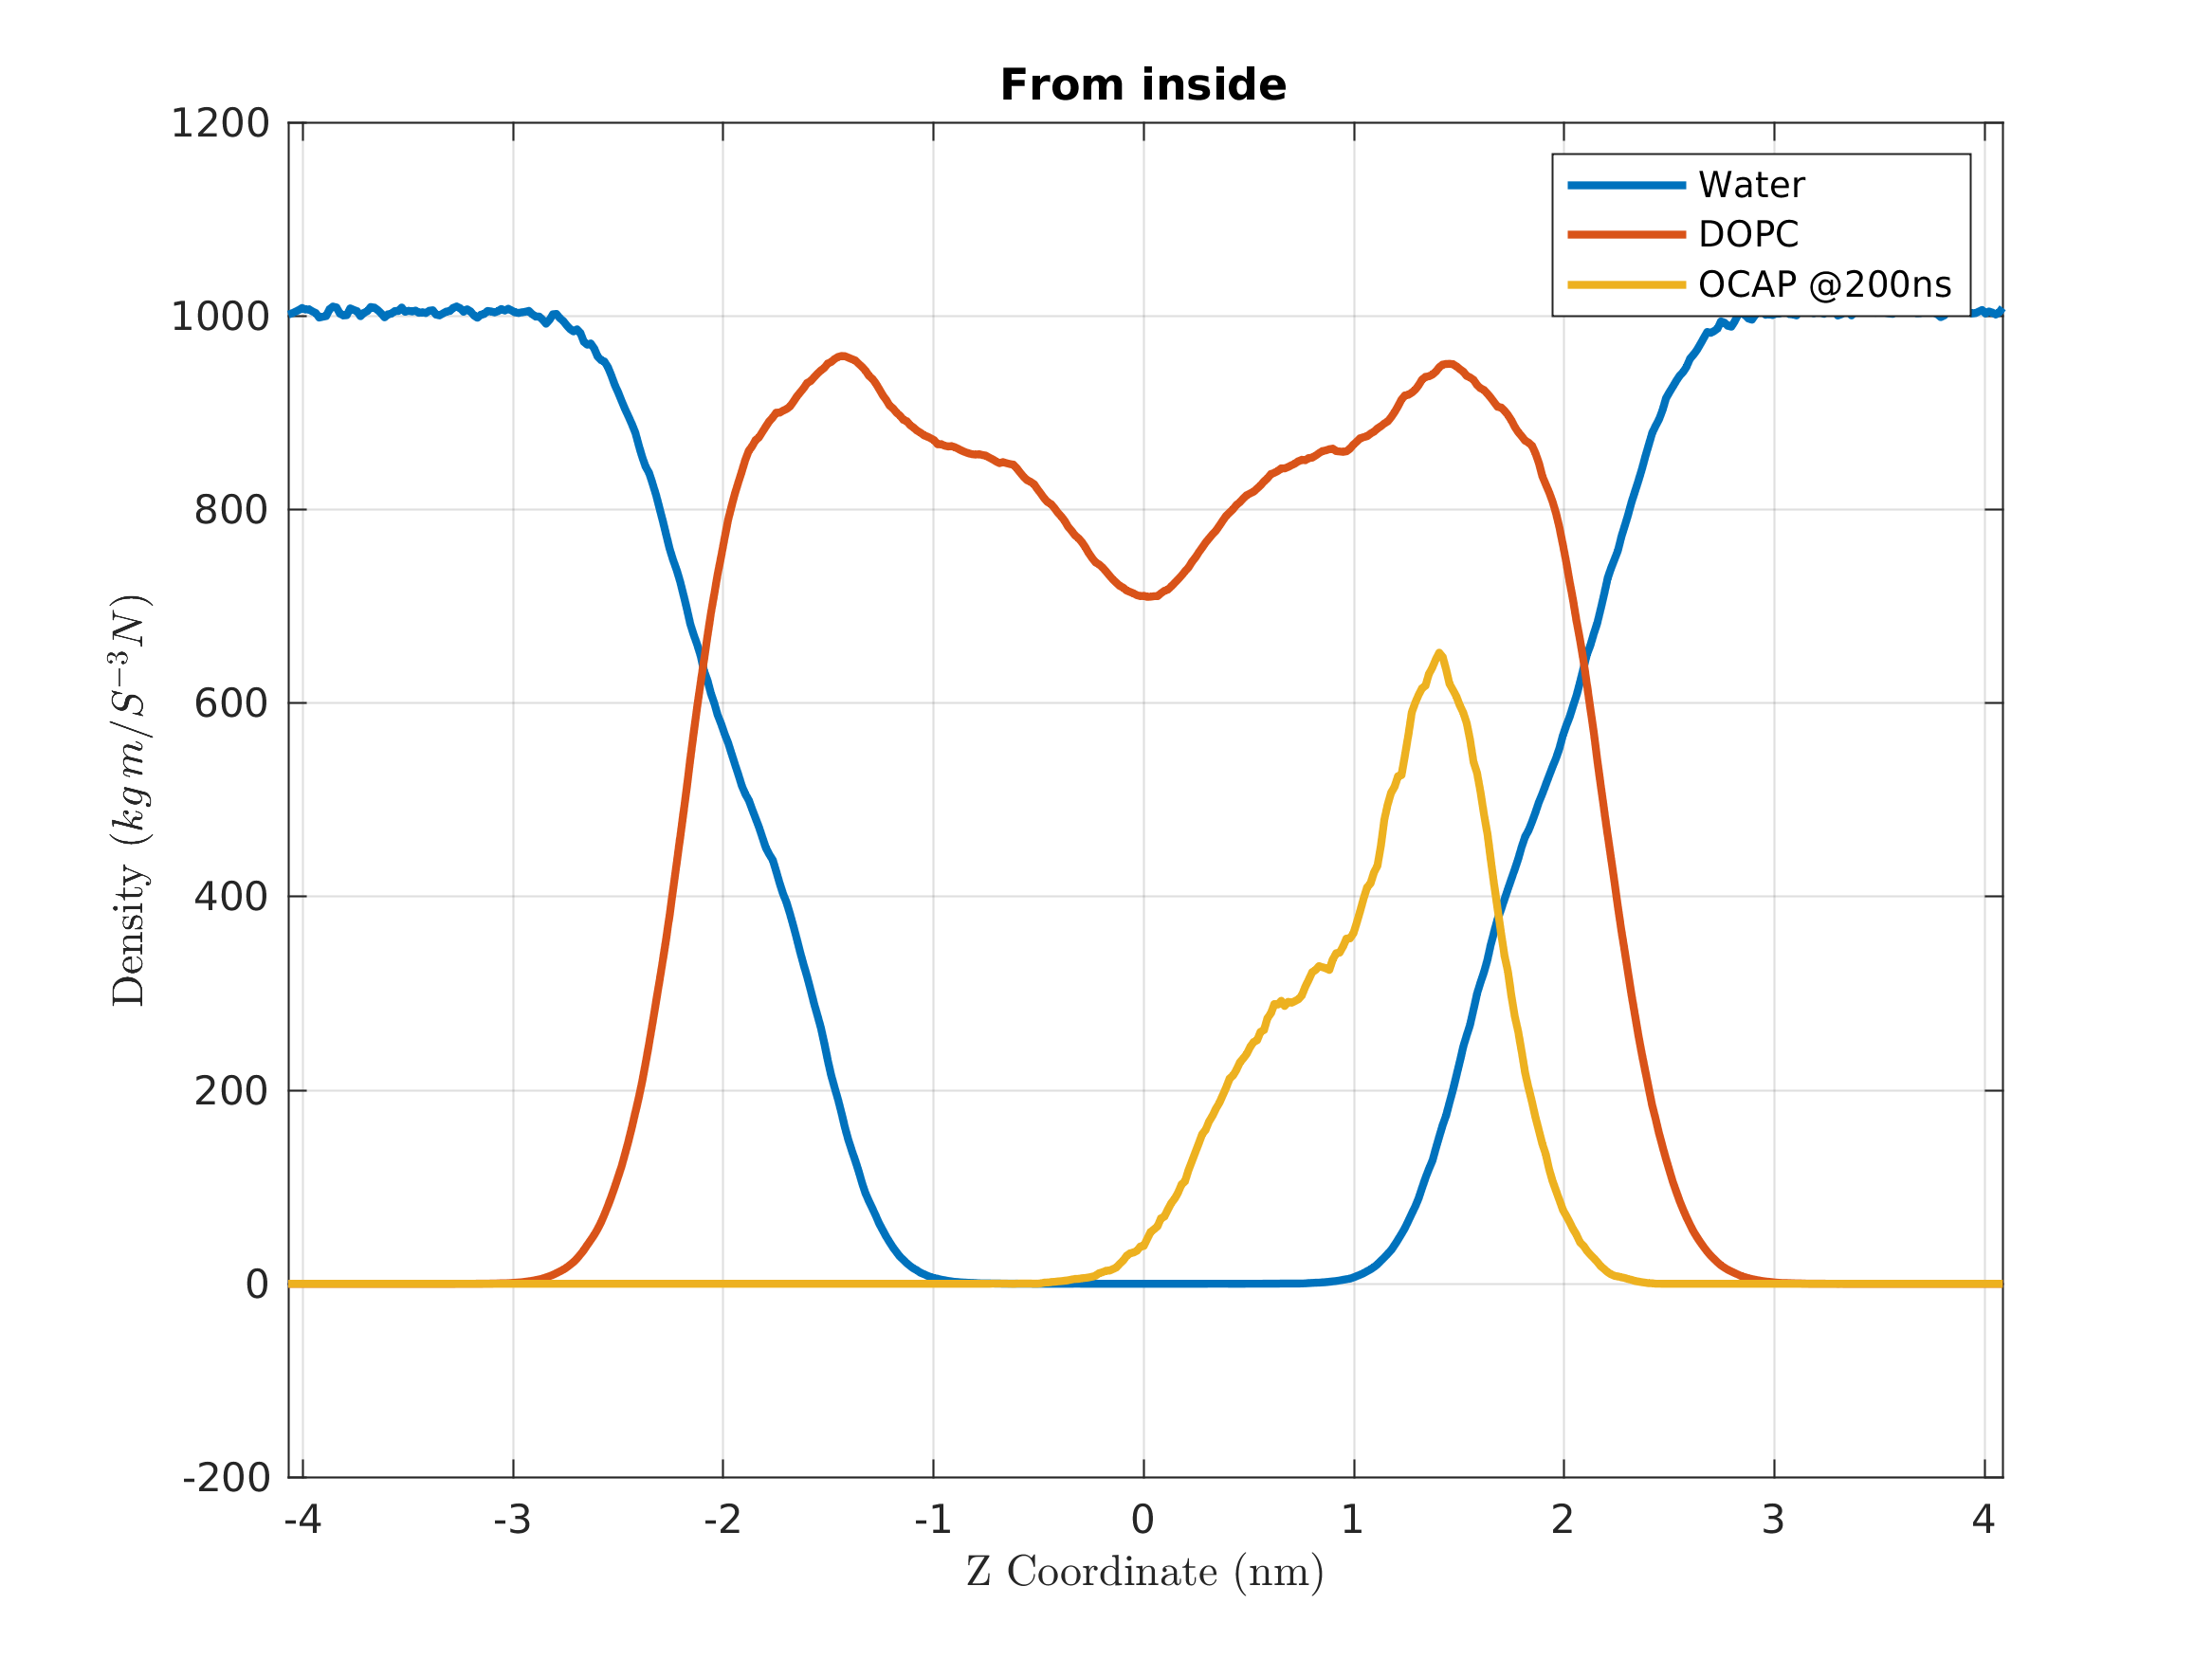 From inside
1200
1000
800
600
400
200
0
-200
Density (kg m/S⁻³N)
Water
DOPC
OCAP @200ns
-4 -3 -2 -1 0 1 2 3 4
Z Coordinate (nm)